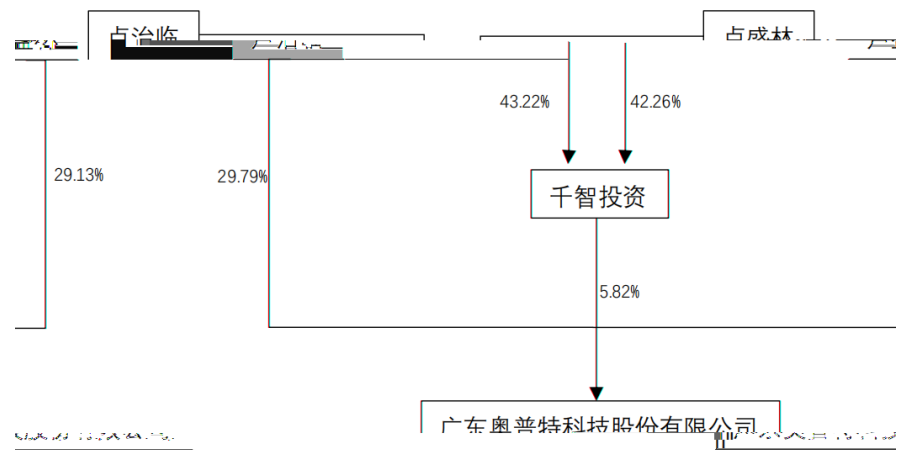 卢治临
卢盛林
43.22%
42.26%
29.13%
29.79%
千智投资
5.82%
广东奥普特科技股份有限公司